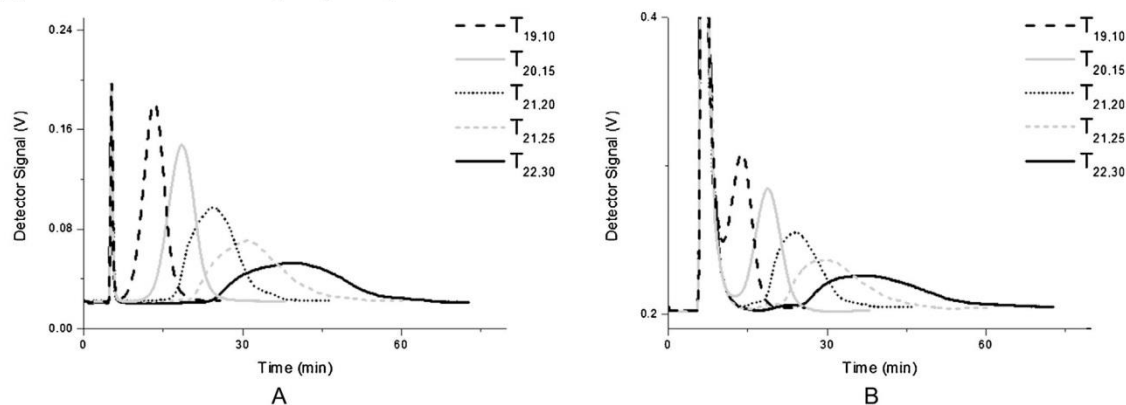 0.24
0.16
0.08
0.00
Detector Signal (V)
0
30
60
Time (min)
T19,10
T20,15
T21,20
T21,25
T22,30
A
0.4
0.2
Detector Signal (V)
0
30
60
Time (min)
T19,10
T20,15
T21,20
T21,25
T22,30
B